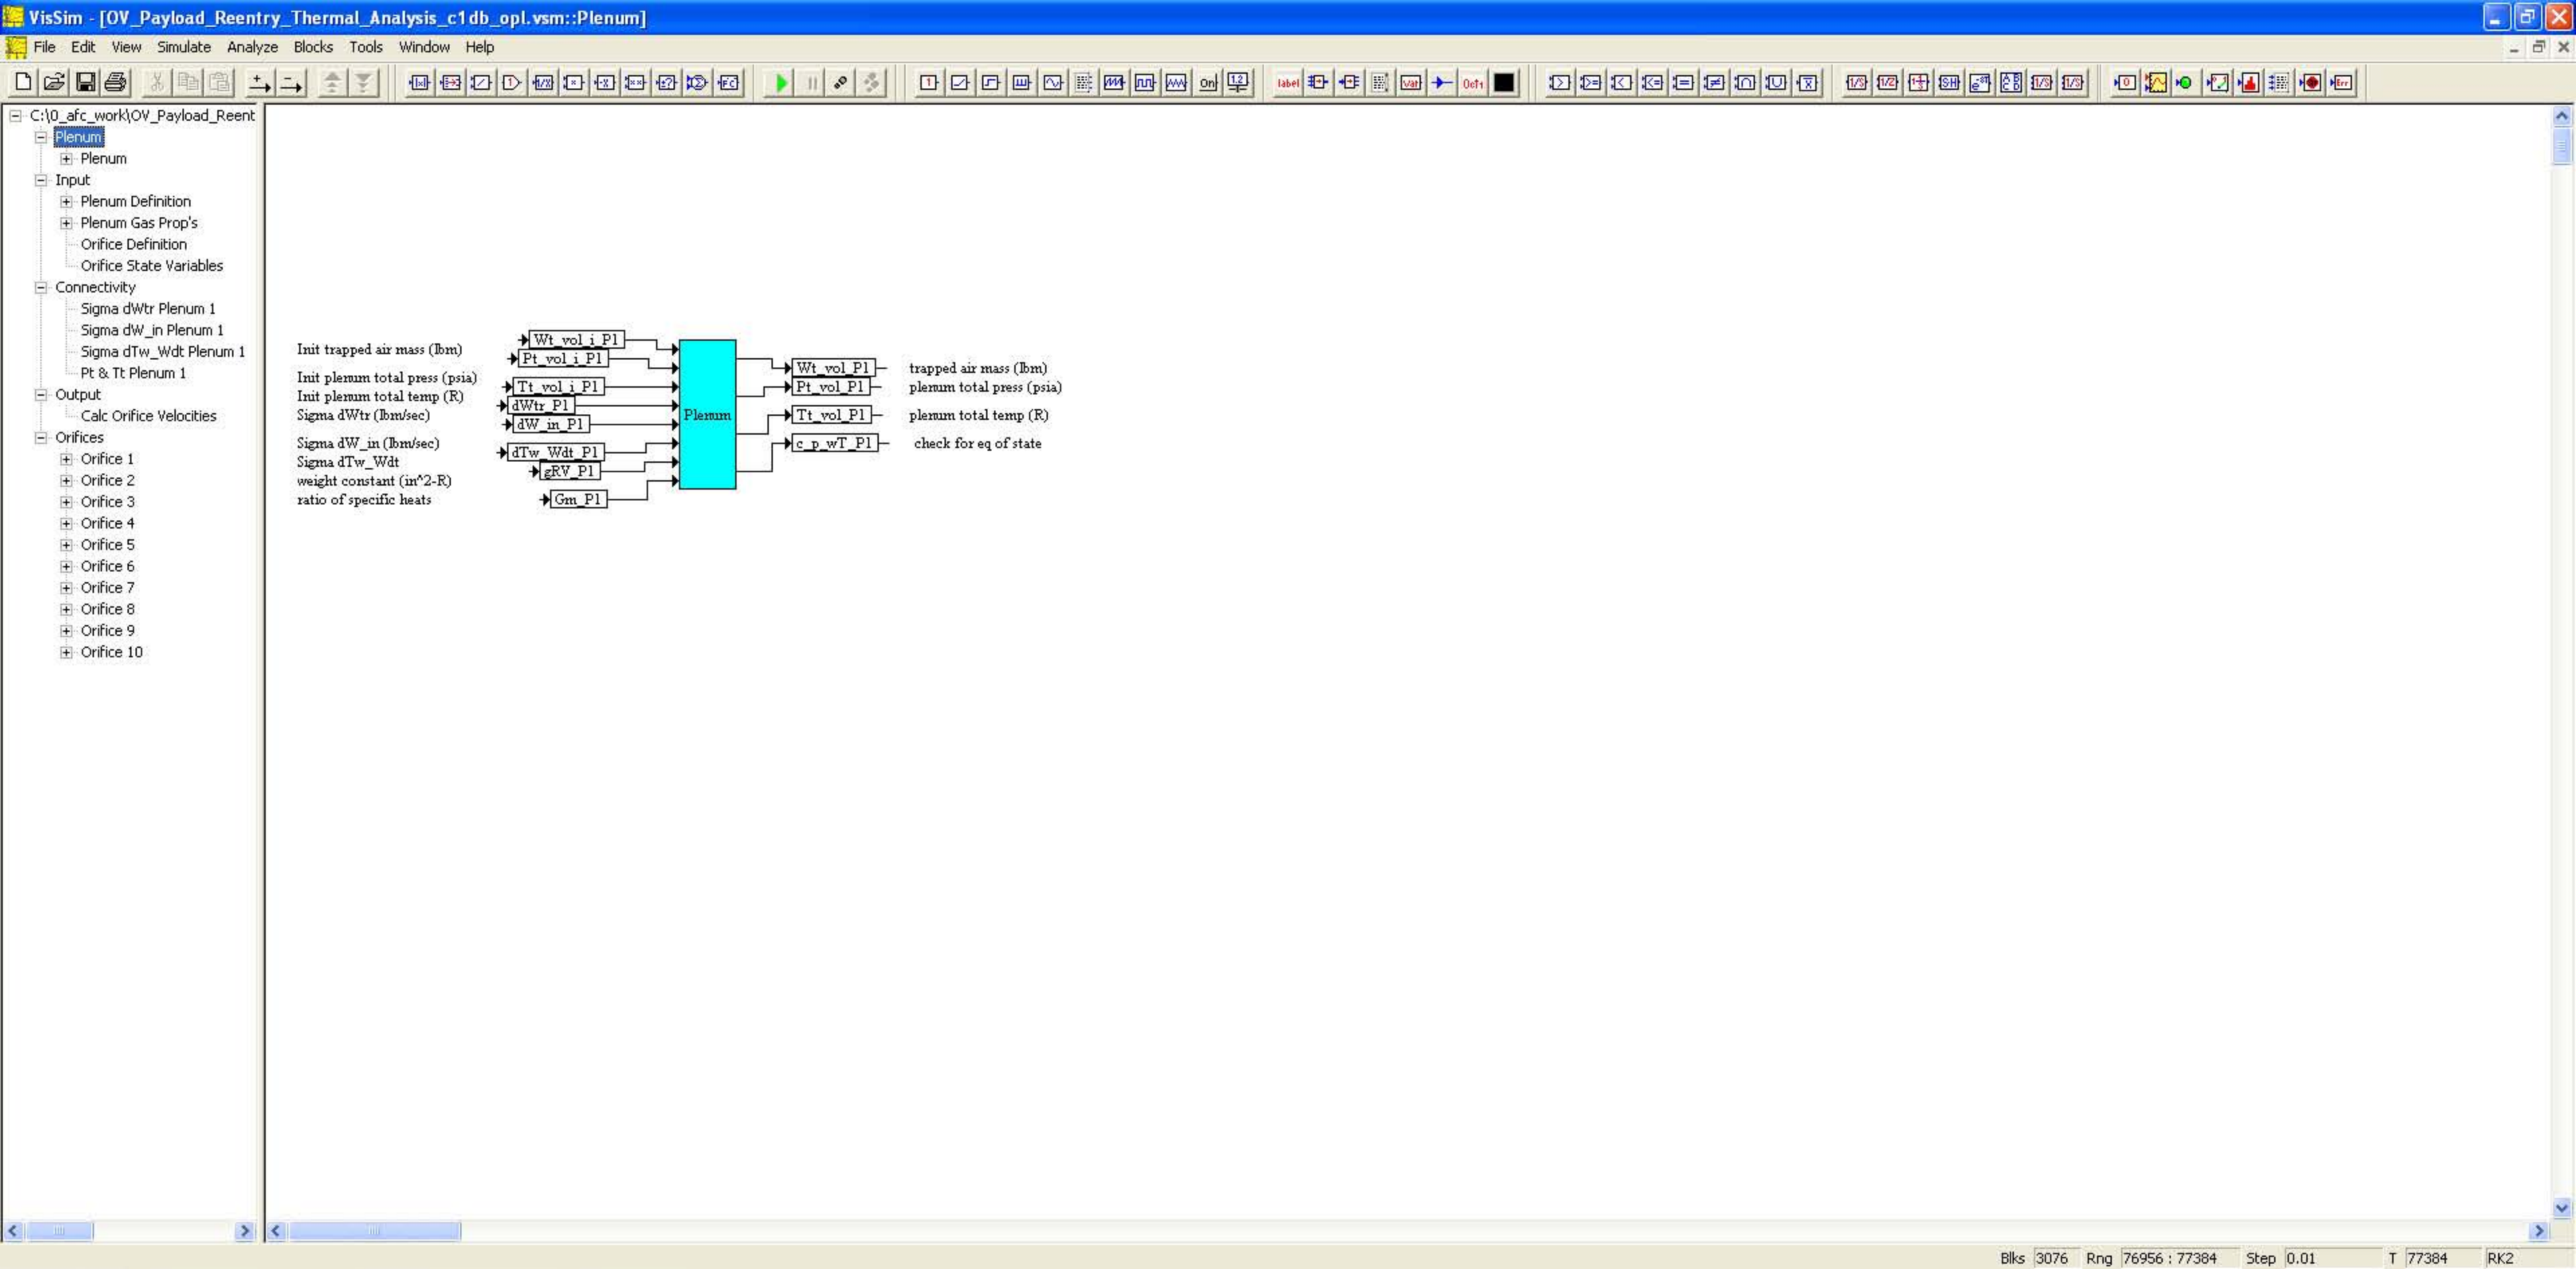 VisSim - [OV_Payload_Reentry_Thermal_Analysis_c1db_opl.vsm::Plenum]
File Edit View Simulate Analyze Blocks Tools Window Help
C:\0_afc_work\OV_Payload_Reent
Plenum
Plenum
Input
Plenum Definition
Plenum Gas Prop's
Orifice Definition
Orifice State Variables
Connectivity
Sigma dWtr Plenum 1
Sigma dW_in Plenum 1
Sigma dTw_Wdt Plenum 1
Pt & Tt Plenum 1
Output
Calc Orifice Velocities
Orifices
Orifice 1
Orifice 2
Orifice 3
Orifice 4
Orifice 5
Orifice 6
Orifice 7
Orifice 8
Orifice 9
Orifice 10
Init trapped air mass (lbm)
Init plenum total press (psia)
Init plenum total temp (R)
Sigma dWtr (lbm/sec)
Sigma dW_in (lbm/sec)
Sigma dTw_Wdt
weight constant (in^2-R)
ratio of specific heats
Wt_vol_i_P1
Pt_vol_i_P1
Tt_vol_i_P1
dWtr_P1
dW_in_P1
dTw_Wdt_P1
gRV_P1
Gm_P1
Plenum
Wt_vol_P1 trapped air mass (lbm)
Pt_vol_P1 plenum total press (psia)
Tt_vol_P1 plenum total temp (R)
c_p_wT_P1 check for eq of state
Blks 3076 Rng 76956 : 77384 Step 0.01 T 77384 RK2